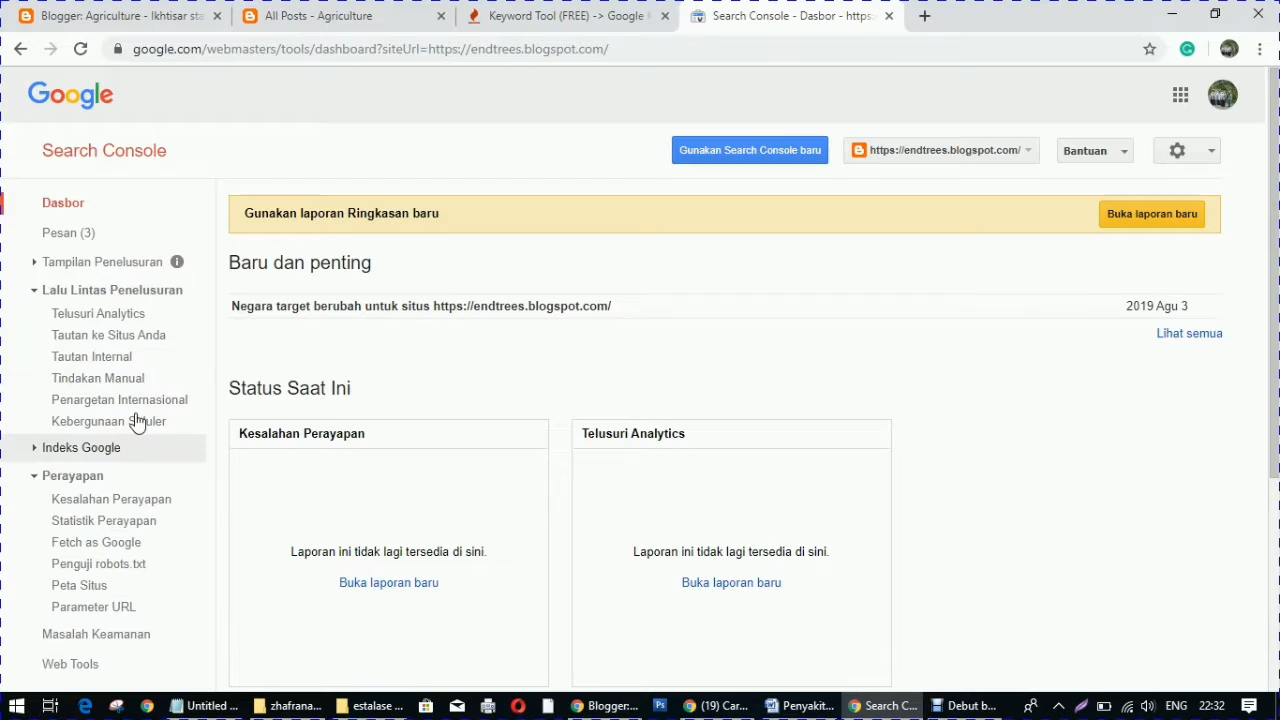 Blogger: Agriculture - Ikhtisar sta
All Posts - Agriculture
Keyword Tool (FREE) -> Google
Search Console - Dasbor - https:
google.com/webmasters/tools/dashboard?siteUrl=https://endtrees.blogspot.com/
Google
Search Console
Gunakan Search Console baru
https://endtrees.blogspot.com/
Bantuan
Dasbor
Pesan (3)
Tampilan Penelusuran
Lalu Lintas Penelusuran
Telusuri Analytics
Tautan ke Situs Anda
Tautan Internal
Tindakan Manual
Penargetan Internasional
Kebergunaan
Indeks Google
Perayapan
Kesalahan Perayapan
Statistik Perayapan
Fetch as Google
Penguji robots.txt
Peta Situs
Parameter URL
Masalah Keamanan
Web Tools
Gunakan laporan Ringkasan baru
Buka laporan baru
Baru dan penting
Negara target berubah untuk situs https://endtrees.blogspot.com/
2019 Agu 3
Lihat semua
Status Saat Ini
Kesalahan Perayapan
Laporan ini tidak lagi tersedia di sini.
Buka laporan baru
Telusuri Analytics
Laporan ini tidak lagi tersedia di sini.
Buka laporan baru
Untitled ...
zhafrana...
estalase ...
Blogger:...
(19) Car...
Penyakit...
Search C...
Debut b...
ENG
22:32